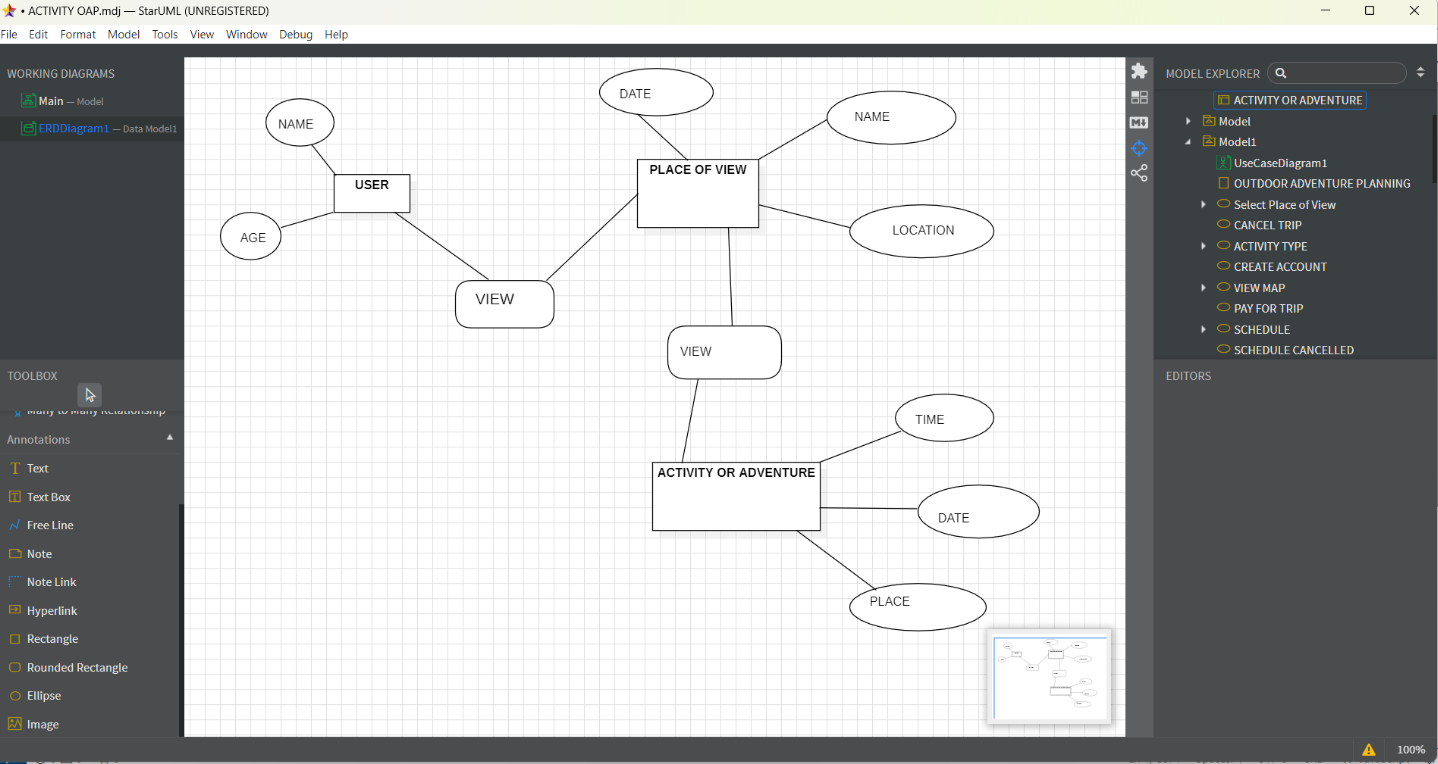 • ACTIVITY OAP.mdj — StarUML (UNREGISTERED)
File Edit Format Model Tools View Window Debug Help
WORKING DIAGRAMS
Main — Model
ERDDiagram1 — Data Model1
TOOLBOX
Many to Many Relationship
Annotations
Text
Text Box
Free Line
Note
Note Link
Hyperlink
Rectangle
Rounded Rectangle
Ellipse
Image
DATE
NAME
NAME
PLACE OF VIEW
USER
AGE
LOCATION
VIEW
VIEW
TIME
ACTIVITY OR ADVENTURE
DATE
PLACE
MODEL EXPLORER
ACTIVITY OR ADVENTURE
Model
Model1
UseCaseDiagram1
OUTDOOR ADVENTURE PLANNING
Select Place of View
CANCEL TRIP
ACTIVITY TYPE
CREATE ACCOUNT
VIEW MAP
PAY FOR TRIP
SCHEDULE
SCHEDULE CANCELLED
EDITORS
100%